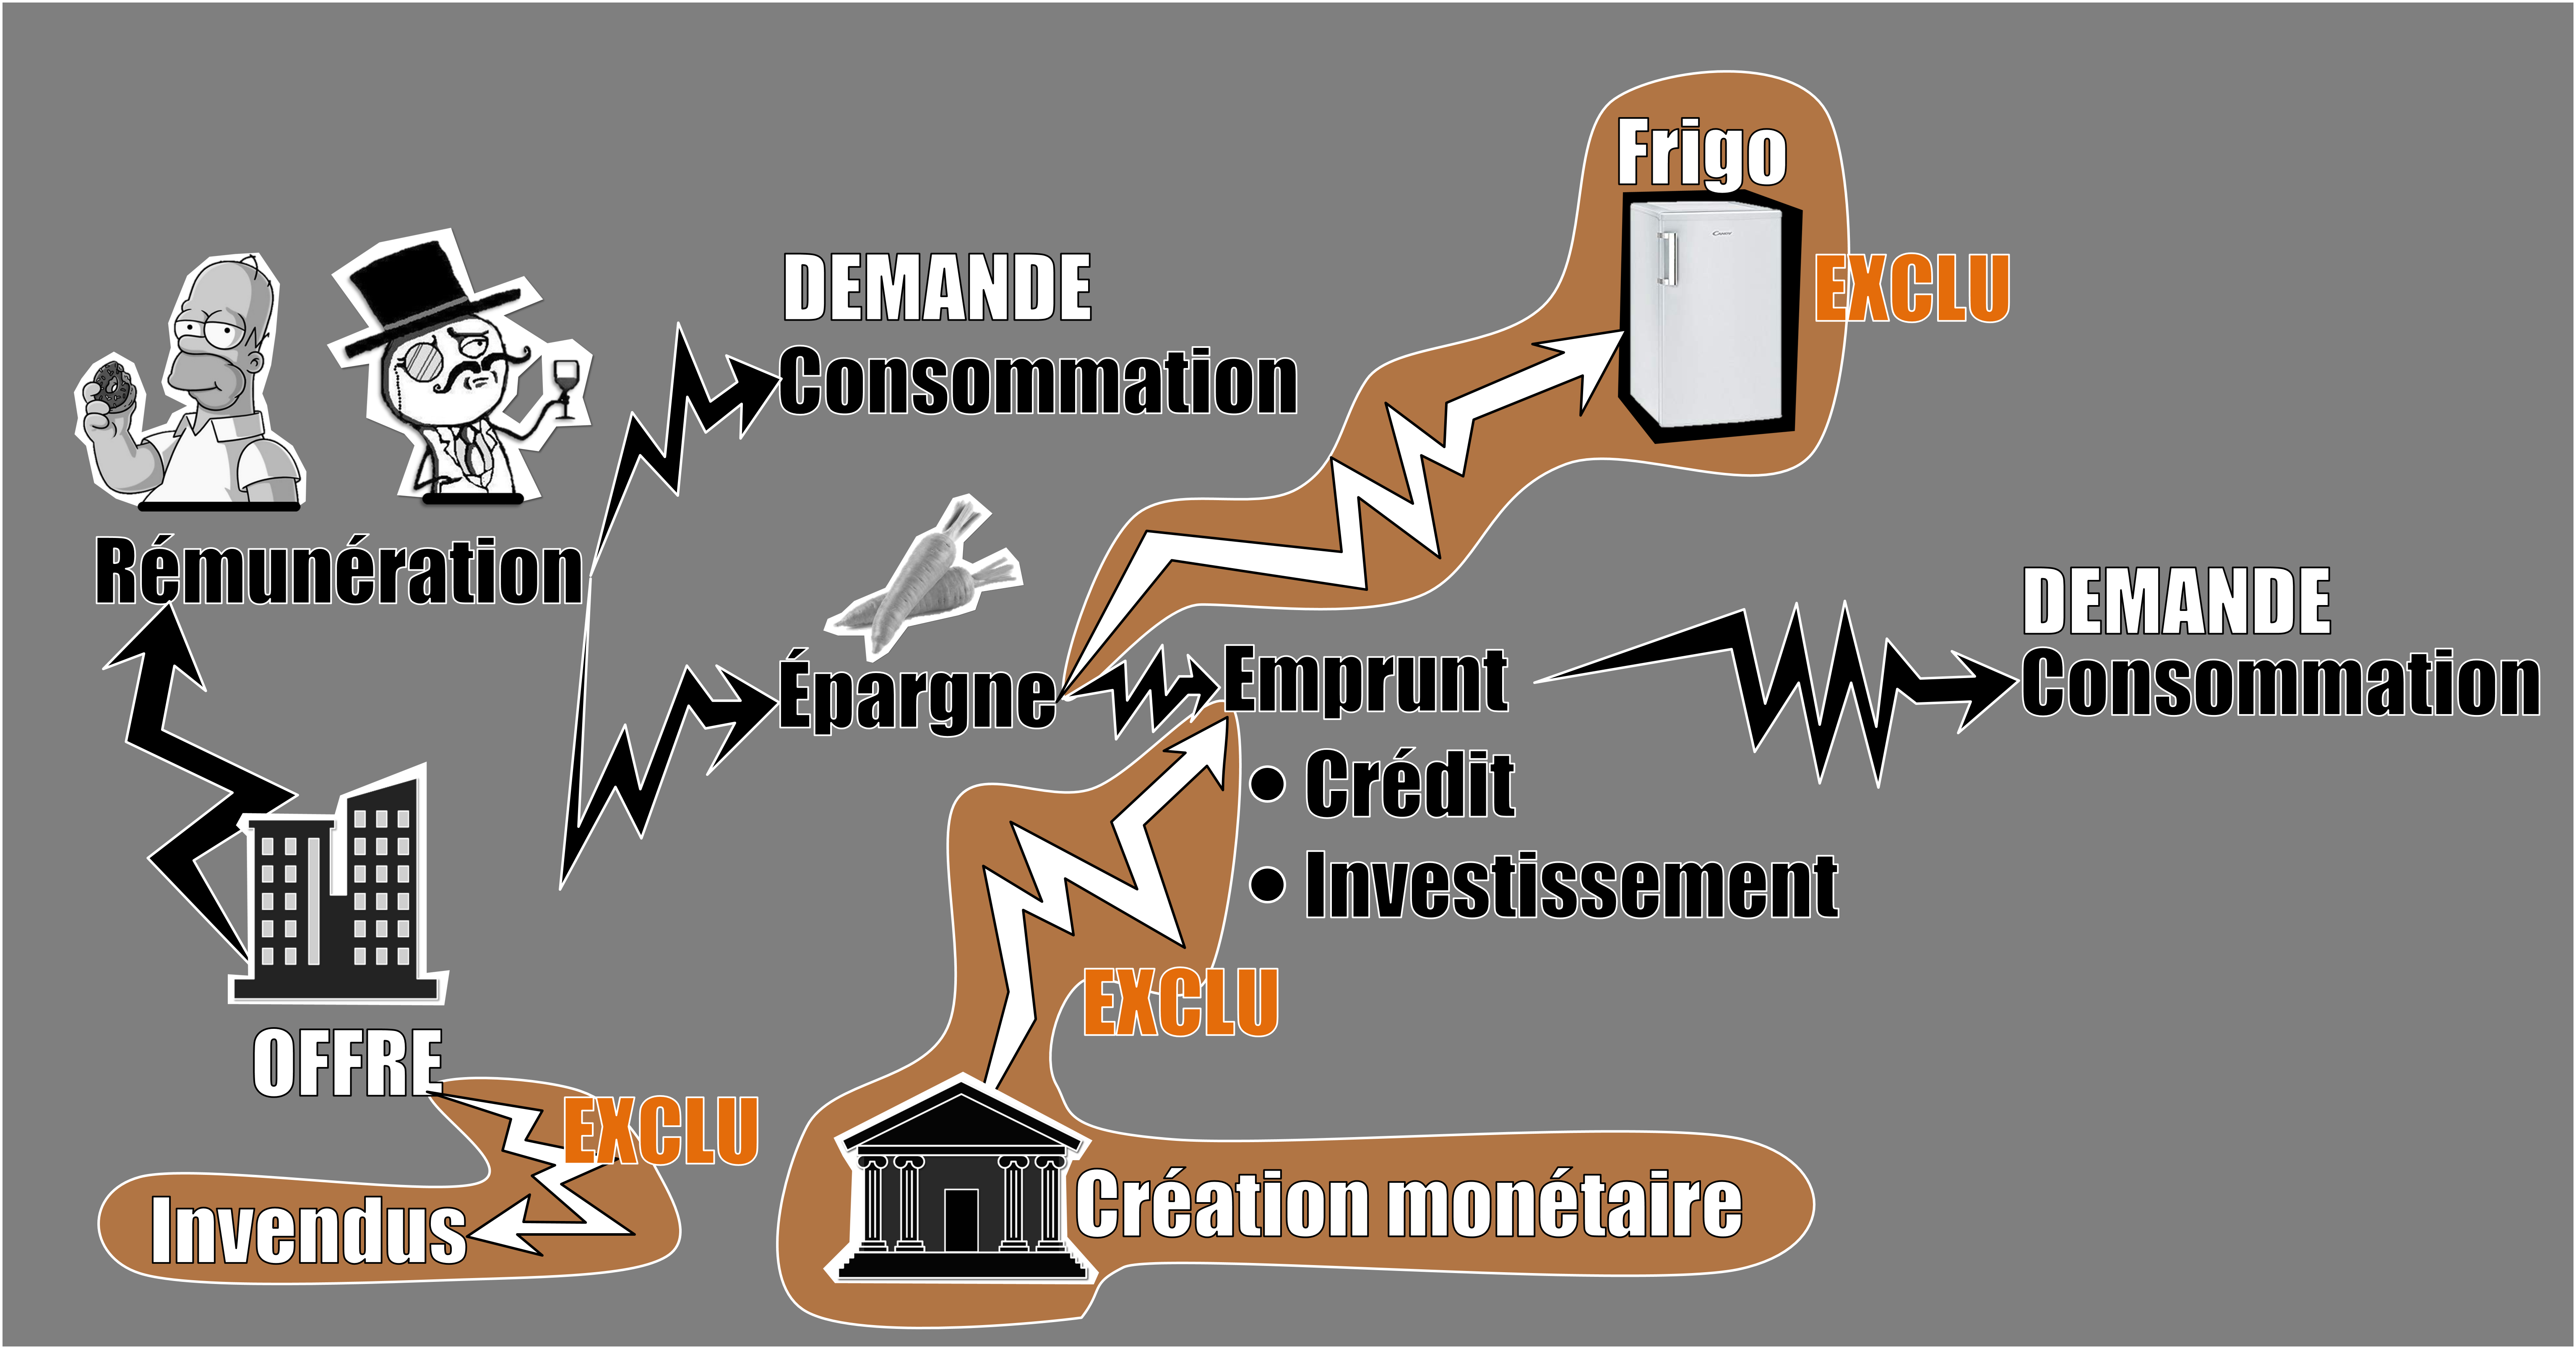 Frigo
EXCLU
DEMANDE
Consommation
Rémunération
Épargne
Emprunt
• Crédit
• Investissement
DEMANDE
Consommation
OFFRE
EXCLU
Invendus
EXCLU
Création monétaire